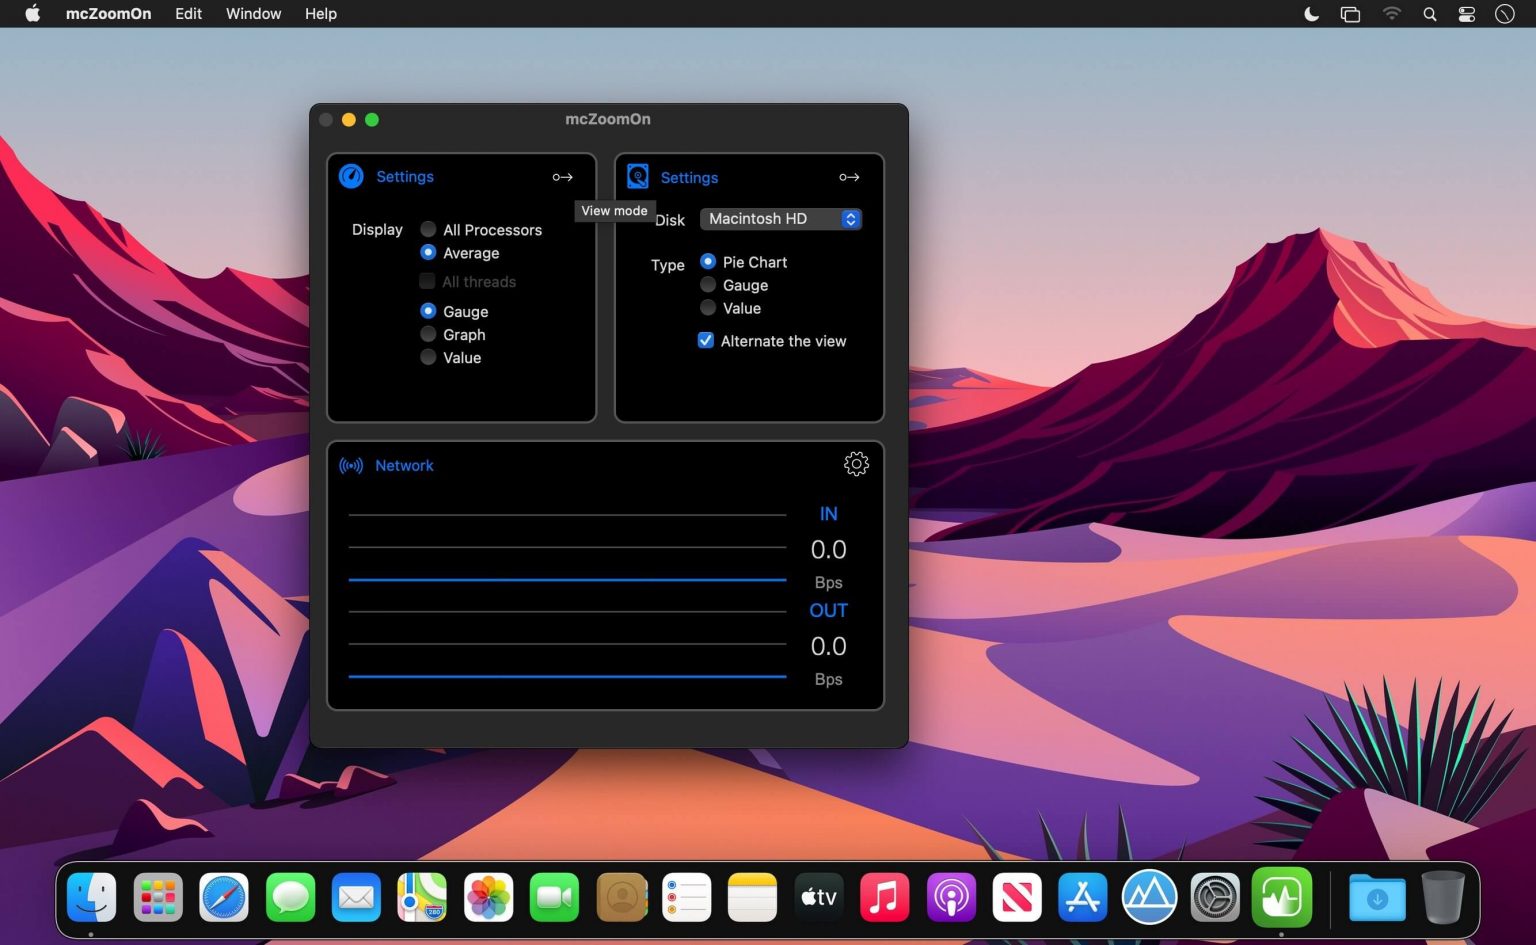 mcZoomOn Edit Window Help
mcZoomOn
Settings
Display
All Processors
Average
All threads
Gauge
Graph
Value
View mode
Settings
Disk
Macintosh HD
Type
Pie Chart
Gauge
Value
Alternate the view
Network
IN
0.0
Bps
OUT
0.0
Bps
280
tv